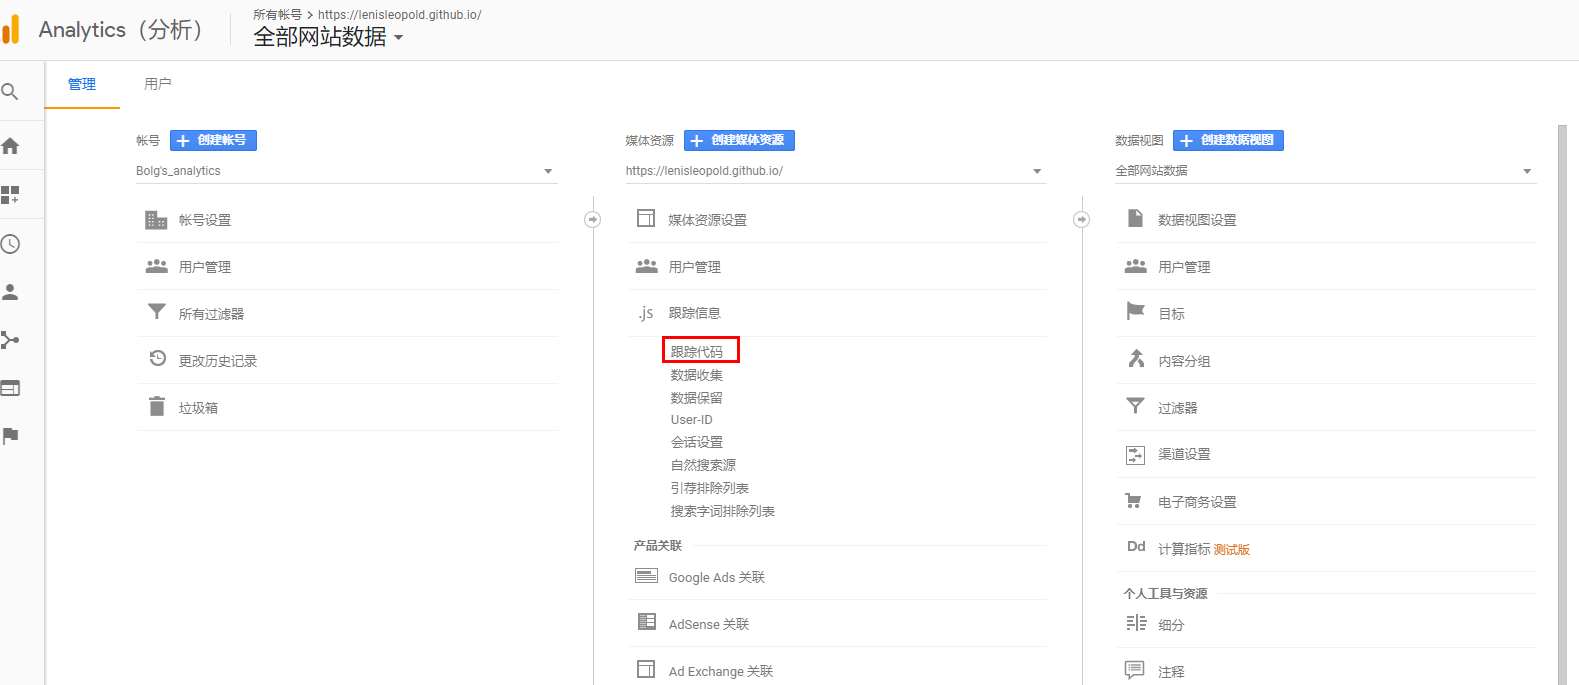 所有帐号 > https://lenisleopold.github.io/
Analytics（分析）
全部网站数据
管理 用户
帐号 创建帐号
Bolg's_analytics
帐号设置
用户管理
所有过滤器
更改历史记录
垃圾箱
媒体资源 创建媒体资源
https://lenisleopold.github.io/
媒体资源设置
用户管理
.js 跟踪信息
跟踪代码
数据收集
数据保留
User-ID
会话设置
自然搜索源
引荐排除列表
搜索字词排除列表
产品关联
Google Ads 关联
AdSense 关联
Ad Exchange 关联
数据视图 创建数据视图
全部网站数据
数据视图设置
用户管理
目标
内容分组
过滤器
渠道设置
电子商务设置
Dd 计算指标 测试版
个人工具与资源
细分
注释